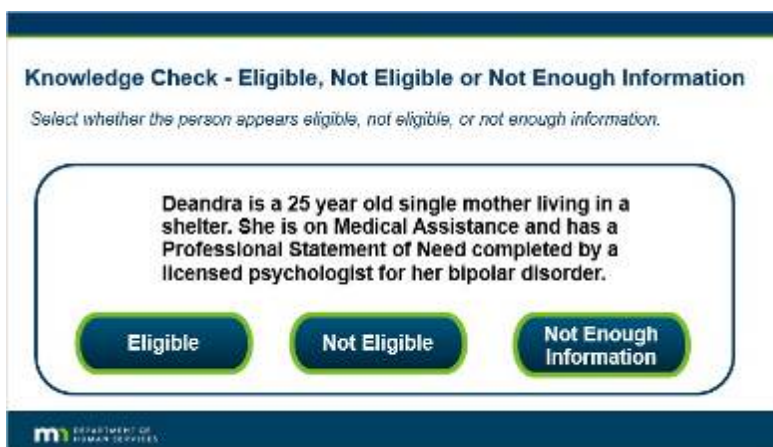 Knowledge Check - Eligible, Not Eligible or Not Enough Information
Select whether the person appears eligible, not eligible, or not enough information.
Deandra is a 25 year old single mother living in a
shelter. She is on Medical Assistance and has a
Professional Statement of Need completed by a
licensed psychologist for her bipolar disorder.
Eligible
Not Eligible
Not Enough
Information
mn DEPARTMENT OF
HUMAN SERVICES